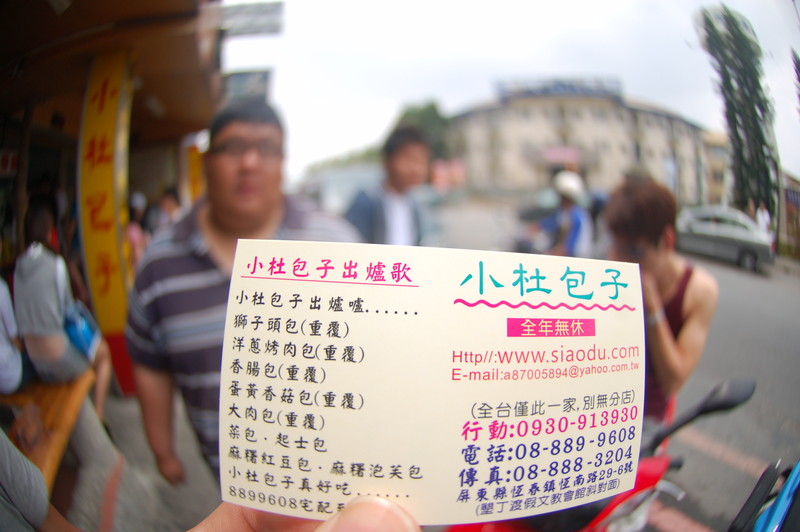 小杜包子
小杜包子出爐歌
小杜包子出爐嚧......
獅子頭包(重覆)
洋蔥烤肉包(重覆)
香腸包(重覆)
蛋黃香菇包(重覆)
大肉包(重覆)
菜包．起士包
麻糬紅豆包．麻糬泡芙包
小杜包子真好吃......
8899608宅配
小杜包子
全年無休
Http//:www.siaodu.com
E-mail:a87005894@yahoo.com.tw
(全台僅此一家,別無分店)
行動:0930-913930
電話:08-889-9608
傳真:08-888-3204
屏東縣恆春鎮恆南路29-6號
(墾丁渡假文教會館斜對面)